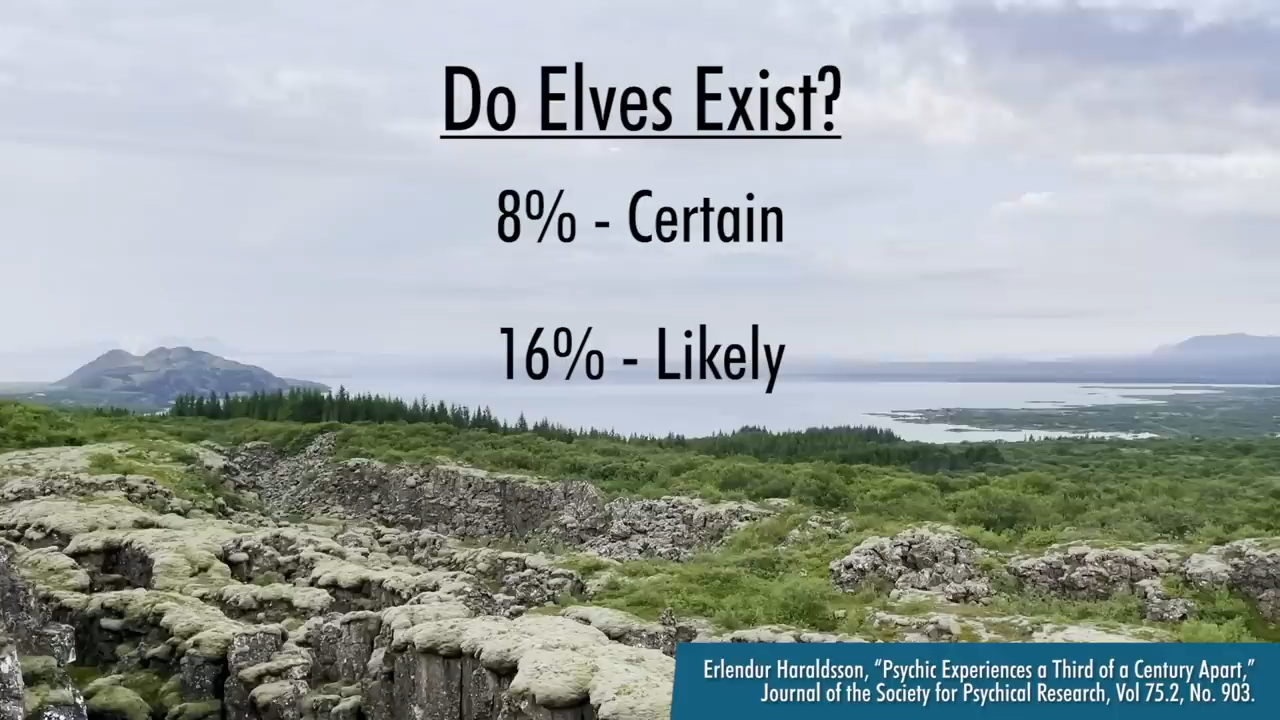 Do Elves Exist?
8% - Certain
16% - Likely
Erlendur Haraldsson, “Psychic Experiences a Third of a Century Apart,”
Journal of the Society for Psychical Research, Vol 75.2, No. 903.